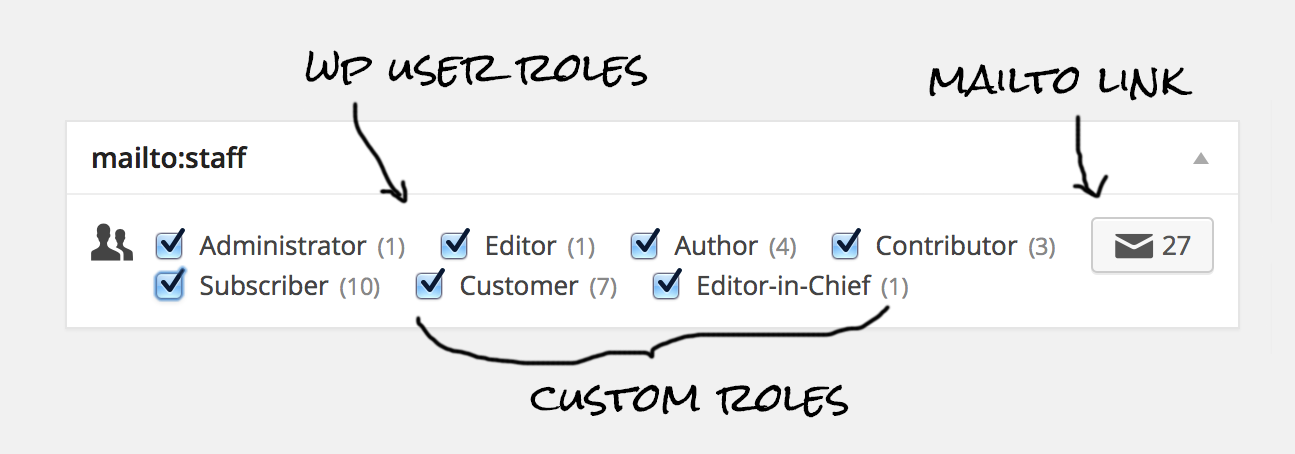 WP USER ROLES
MAILTO LINK
mailto:staff
Administrator (1) Editor (1) Author (4) Contributor (3) 27
Subscriber (10) Customer (7) Editor-in-Chief (1)
CUSTOM ROLES